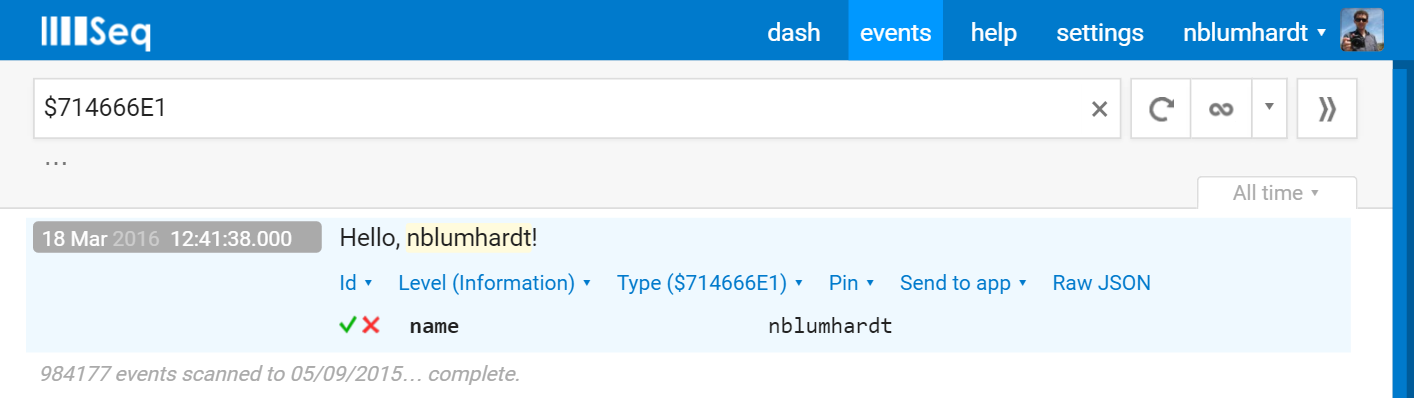 Seq dash events help settings nblumhardt
$714666E1
...
All time
18 Mar 2016 12:41:38.000 Hello, nblumhardt!
Id Level (Information) Type ($714666E1) Pin Send to app Raw JSON
name nblumhardt
984177 events scanned to 05/09/2015... complete.